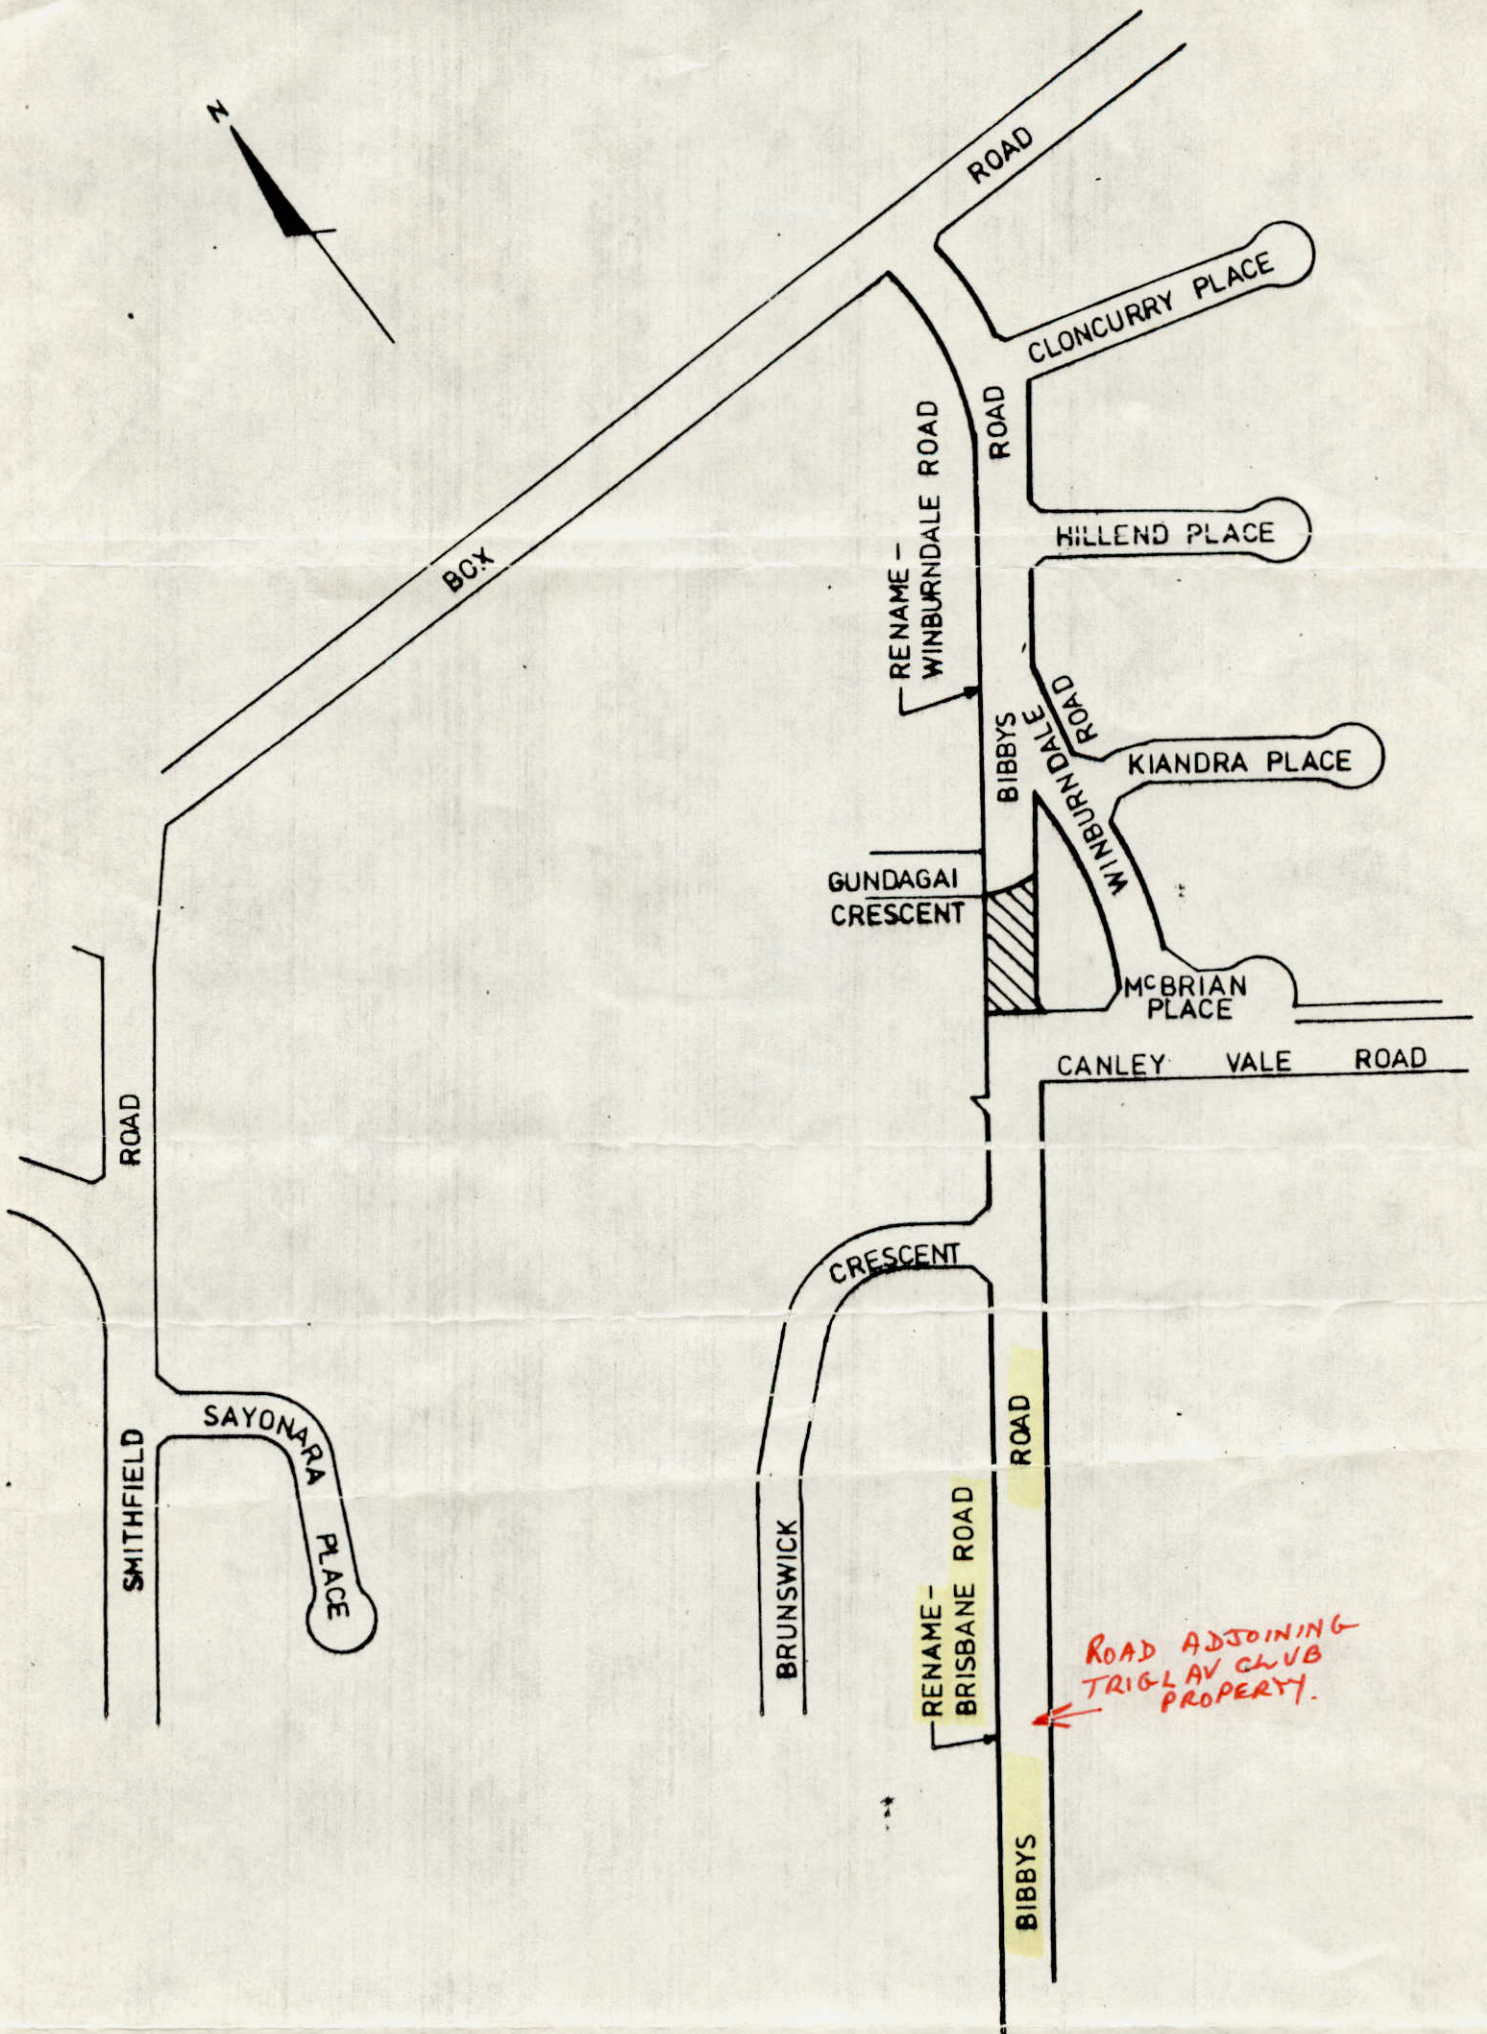 N
ROAD
BOX
CLONCURRY PLACE
ROAD
RENAME -
WINBURNDALE ROAD
HILLEND PLACE
BIBBYS
WINBURNDALE
ROAD
KIANDRA PLACE
GUNDAGAI
CRESCENT
McBRIAN
PLACE
CANLEY VALE ROAD
ROAD
SMITHFIELD
SAYONARA PLACE
CRESCENT
BRUNSWICK
ROAD
RENAME -
BRISBANE ROAD
BIBBYS
ROAD ADJOINING
TRIGLAV CLUB
PROPERTY.